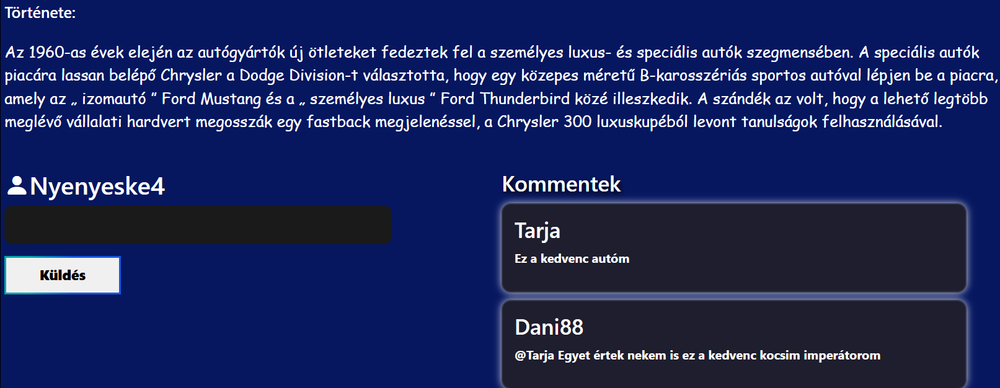 Története:
Az 1960-as évek elején az autógyártók új ötleteket fedeztek fel a személyes luxus- és speciális autók szegmensében. A speciális autók
piacára lassan belépő Chrysler a Dodge Division-t választotta, hogy egy közepes méretű B-karosszériás sportos autóval lépjen be a piacra,
amely az „ izomautó ” Ford Mustang és a „ személyes luxus ” Ford Thunderbird közé illeszkedik. A szándék az volt, hogy a lehető legtöbb
meglévő vállalati hardvert megosszák egy fastback megjelenéssel, a Chrysler 300 luxuskupéból levont tanulságok felhasználásával.
Nyenyeske4
Küldés
Kommentek
Tarja
Ez a kedvenc autóm
Dani88
@Tarja Egyet értek nekem is ez a kedvenc kocsim imperátorom